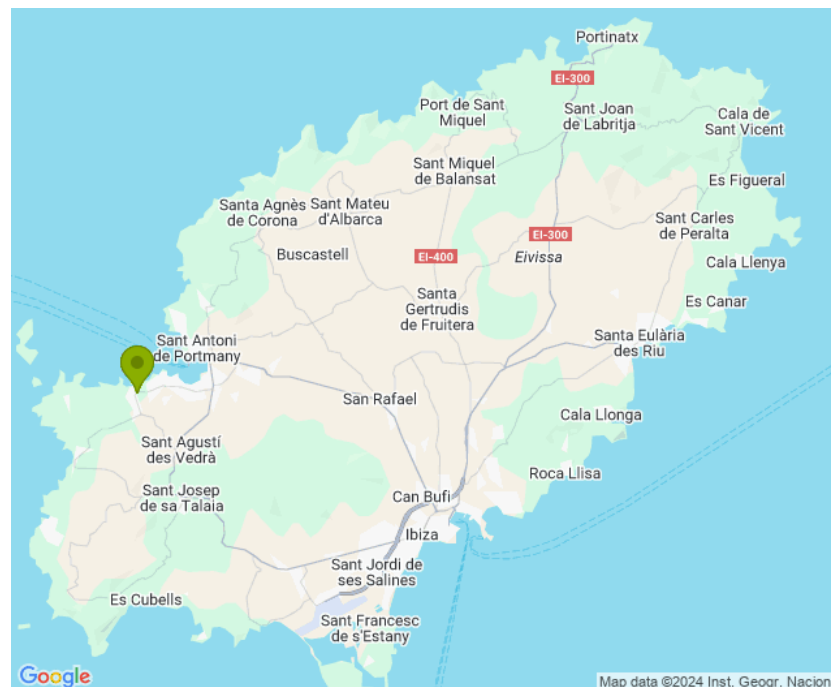 Portinatx
EI-300
Port de Sant
Miquel
Sant Joan
de Labritja
Cala de
Sant Vicent
Sant Miquel
de Balansat
Es Figueral
Santa Agnès
de Corona
Sant Mateu
d'Albarca
Sant Carles
de Peralta
EI-300
Buscastell
EI-400
Eivissa
Cala Llenya
Santa
Gertrudis
de Fruitera
Es Canar
Sant Antoni
de Portmany
Santa Eulària
des Riu
San Rafael
Cala Llonga
Sant Agustí
des Vedrà
Roca Llisa
Sant Josep
de sa Talaia
Can Bufi
Ibiza
Sant Jordi de
ses Salines
Es Cubells
Sant Francesc
de s'Estany
Google
Map data ©2024 Inst. Geogr. Nacion